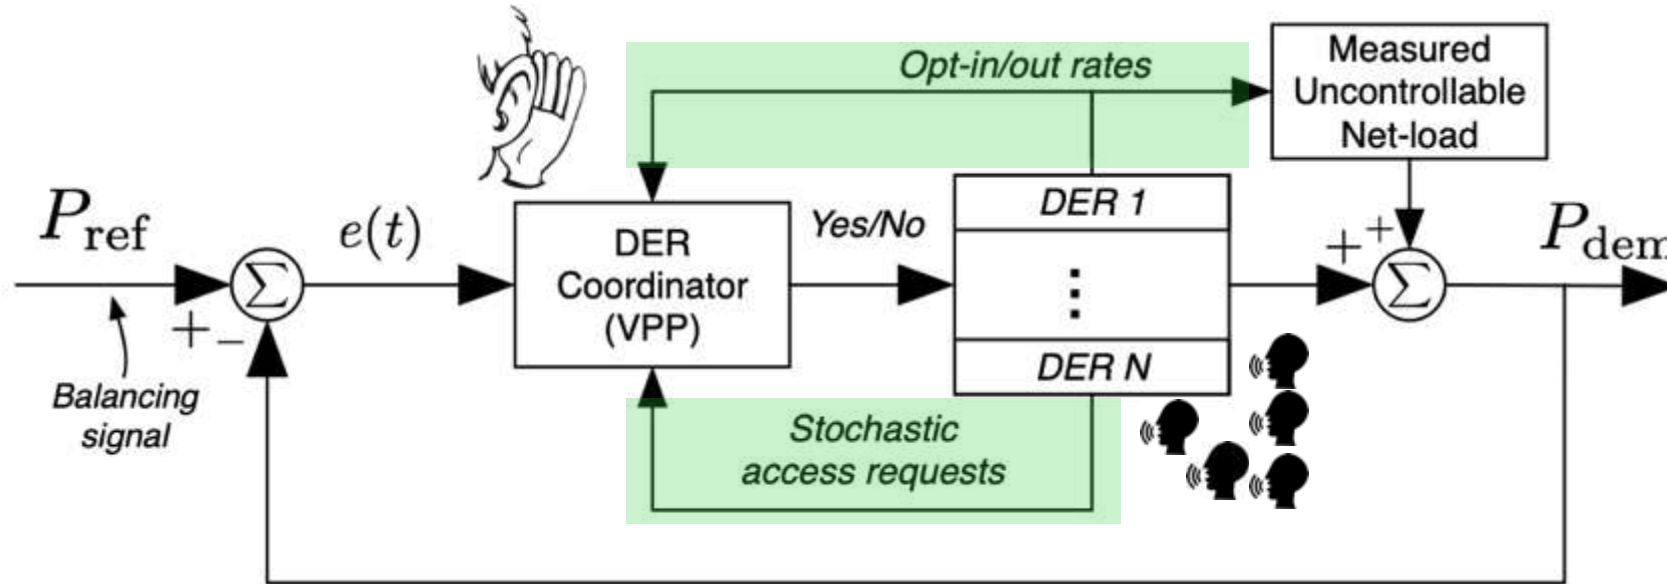 Opt-in/out rates
Measured
Uncontrollable
Net-load
P_ref
e(t)
DER
Coordinator
(VPP)
Yes/No
DER 1
⋮
DER N
+ +
Σ
Σ
P_dem
+ -
Balancing
signal
Stochastic
access requests